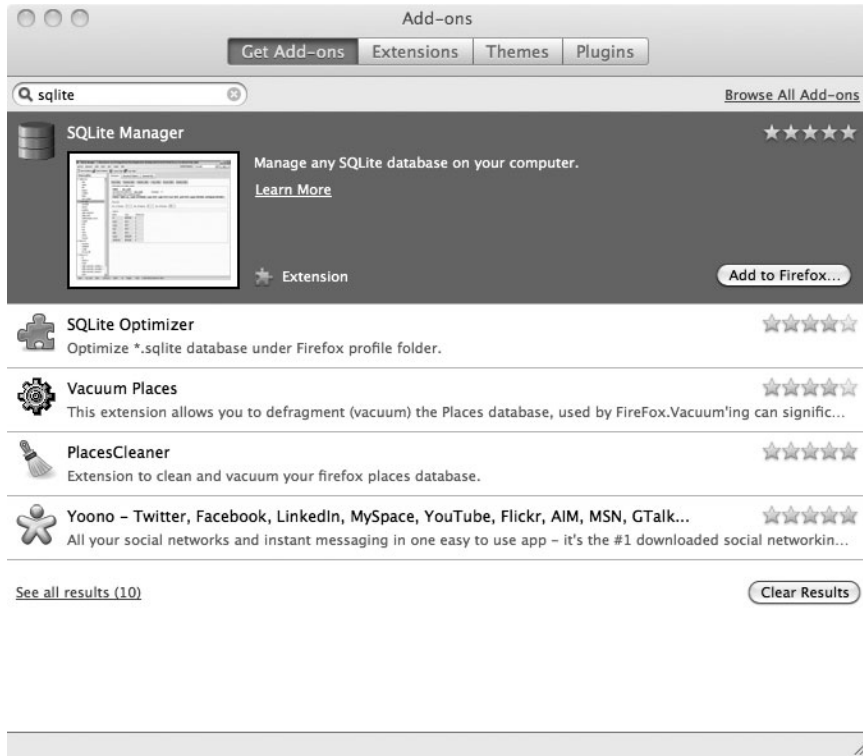 Add-ons
Get Add-ons Extensions Themes Plugins
sqlite
Browse All Add-ons
SQLite Manager
Manage any SQLite database on your computer.
Learn More
Extension
Add to Firefox...
SQLite Optimizer
Optimize *.sqlite database under Firefox profile folder.
Vacuum Places
This extension allows you to defragment (vacuum) the Places database, used by FireFox.Vacuum'ing can signific...
PlacesCleaner
Extension to clean and vacuum your firefox places database.
Yoono – Twitter, Facebook, LinkedIn, MySpace, YouTube, Flickr, AIM, MSN, GTalk...
All your social networks and instant messaging in one easy to use app – it's the #1 downloaded social networkin...
See all results (10)
Clear Results